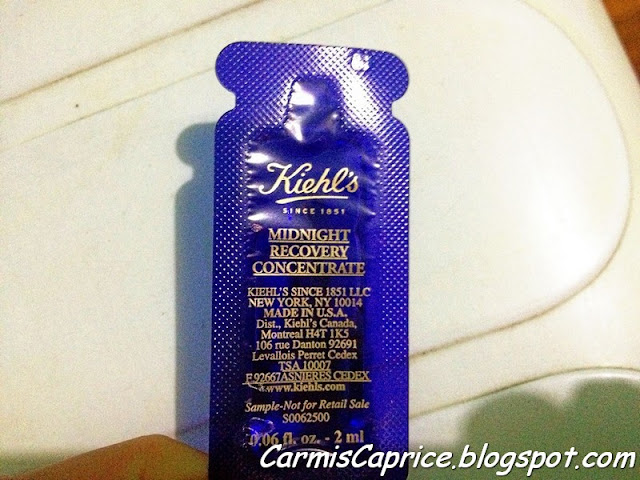 Kiehl's
SINCE 1851
MIDNIGHT
RECOVERY
CONCENTRATE
KIEHL'S SINCE 1851 LLC
NEW YORK, NY 10014
MADE IN U.S.A.
Dist., Kiehl's Canada,
Montreal H4T 1K5
106 rue Danton 92691
Levallois Perret Cedex
TSA 10007
F 92667 ASNIERES CEDEX
www.kiehls.com
Sample-Not for Retail Sale
S0062500
0.06 fl. oz. - 2 ml
CarmisCaprice.blogspot.com